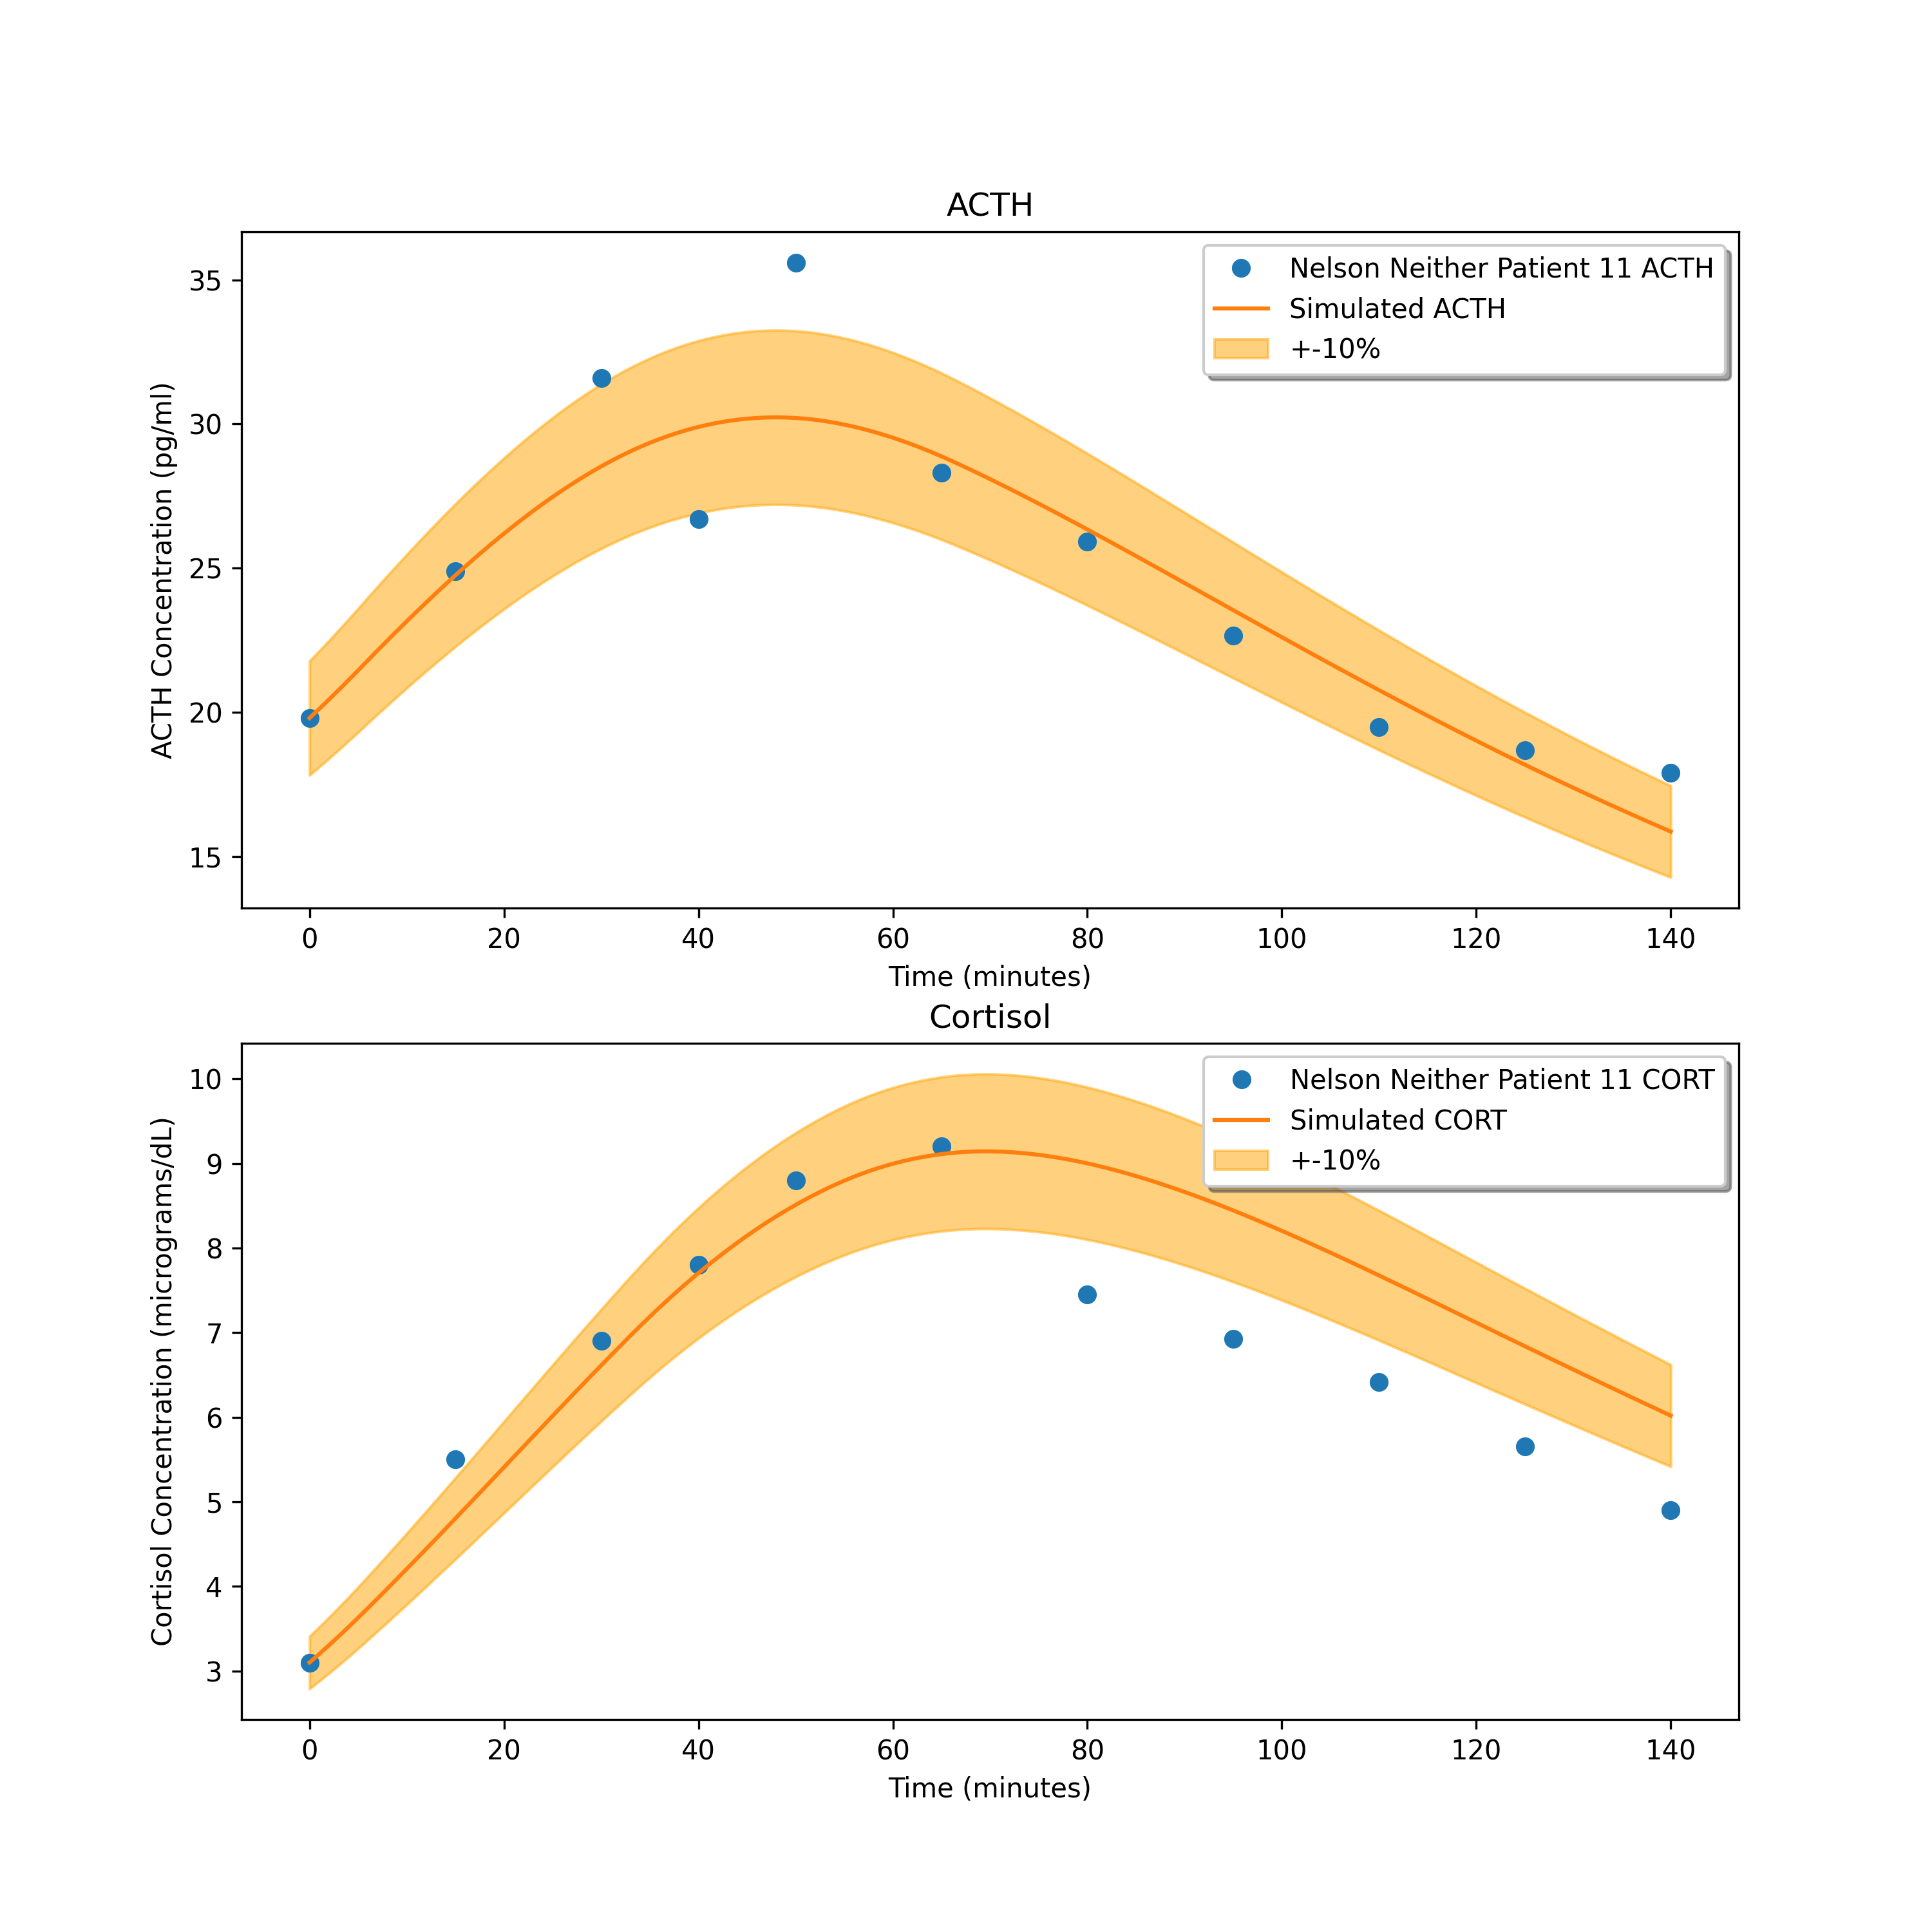 ACTH
Nelson Neither Patient 11 ACTH
Simulated ACTH
+-10%
ACTH Concentration (pg/ml)
35
30
25
20
15
0 20 40 60 80 100 120 140
Time (minutes)
Cortisol
Nelson Neither Patient 11 CORT
Simulated CORT
+-10%
Cortisol Concentration (micrograms/dL)
10
9
8
7
6
5
4
3
0 20 40 60 80 100 120 140
Time (minutes)